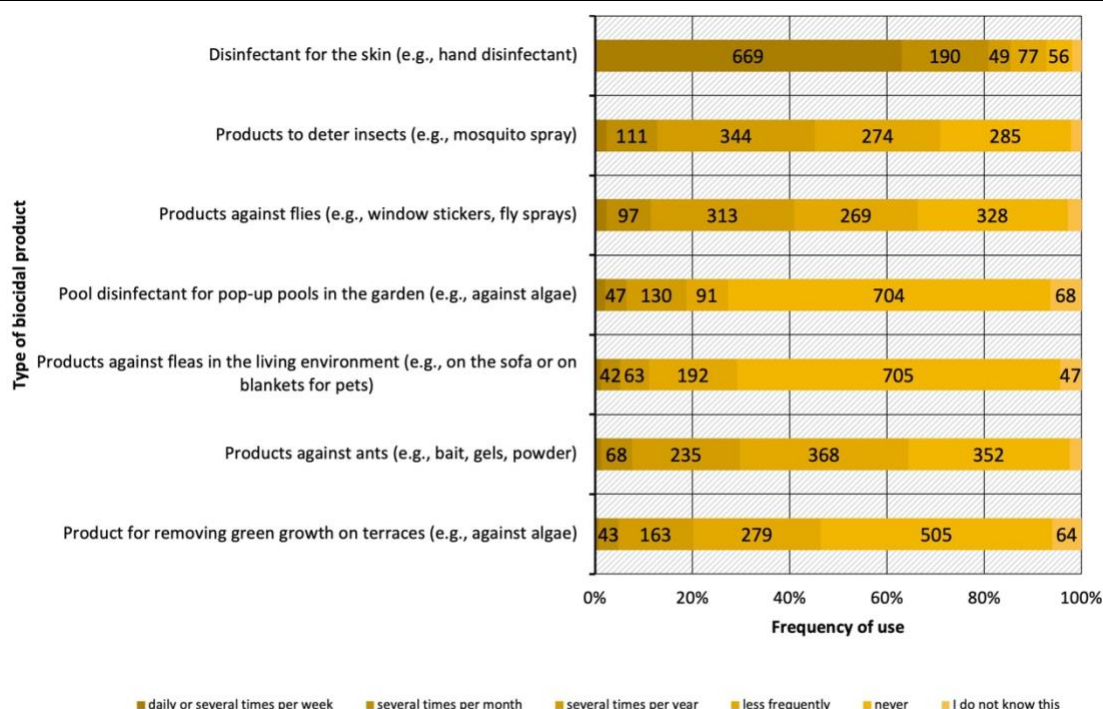 Type of biocidal product
Disinfectant for the skin (e.g., hand disinfectant)
669 190 49 77 56
Products to deter insects (e.g., mosquito spray)
111 344 274 285
Products against flies (e.g., window stickers, fly sprays)
97 313 269 328
Pool disinfectant for pop-up pools in the garden (e.g., against algae)
47 130 91 704 68
Products against fleas in the living environment (e.g., on the sofa or on
blankets for pets)
42 63 192 705 47
Products against ants (e.g., bait, gels, powder)
68 235 368 352
Product for removing green growth on terraces (e.g., against algae)
43 163 279 505 64
0% 20% 40% 60% 80% 100%
Frequency of use
daily or several times per week several times per month several times per year less frequently never I do not know this